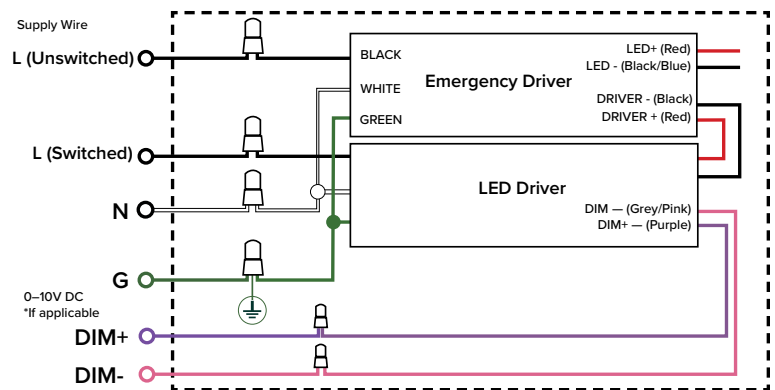 Supply Wire
L (Unswitched)
BLACK
WHITE
GREEN
Emergency Driver
LED+ (Red)
LED - (Black/Blue)
DRIVER - (Black)
DRIVER + (Red)
L (Switched)
N
LED Driver
DIM — (Grey/Pink)
DIM+ — (Purple)
G
0–10V DC
*If applicable
DIM+
DIM-